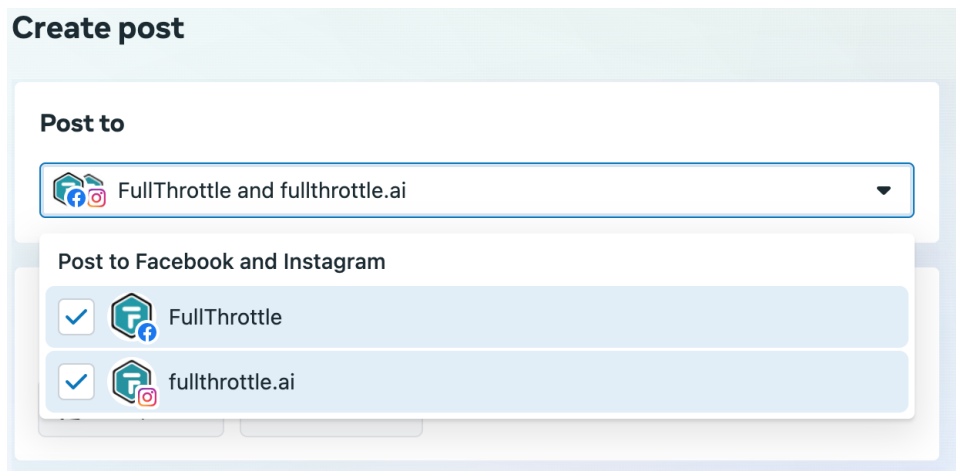 Create post
Post to
FullThrottle and fullthrottle.ai
Post to Facebook and Instagram
FullThrottle
fullthrottle.ai